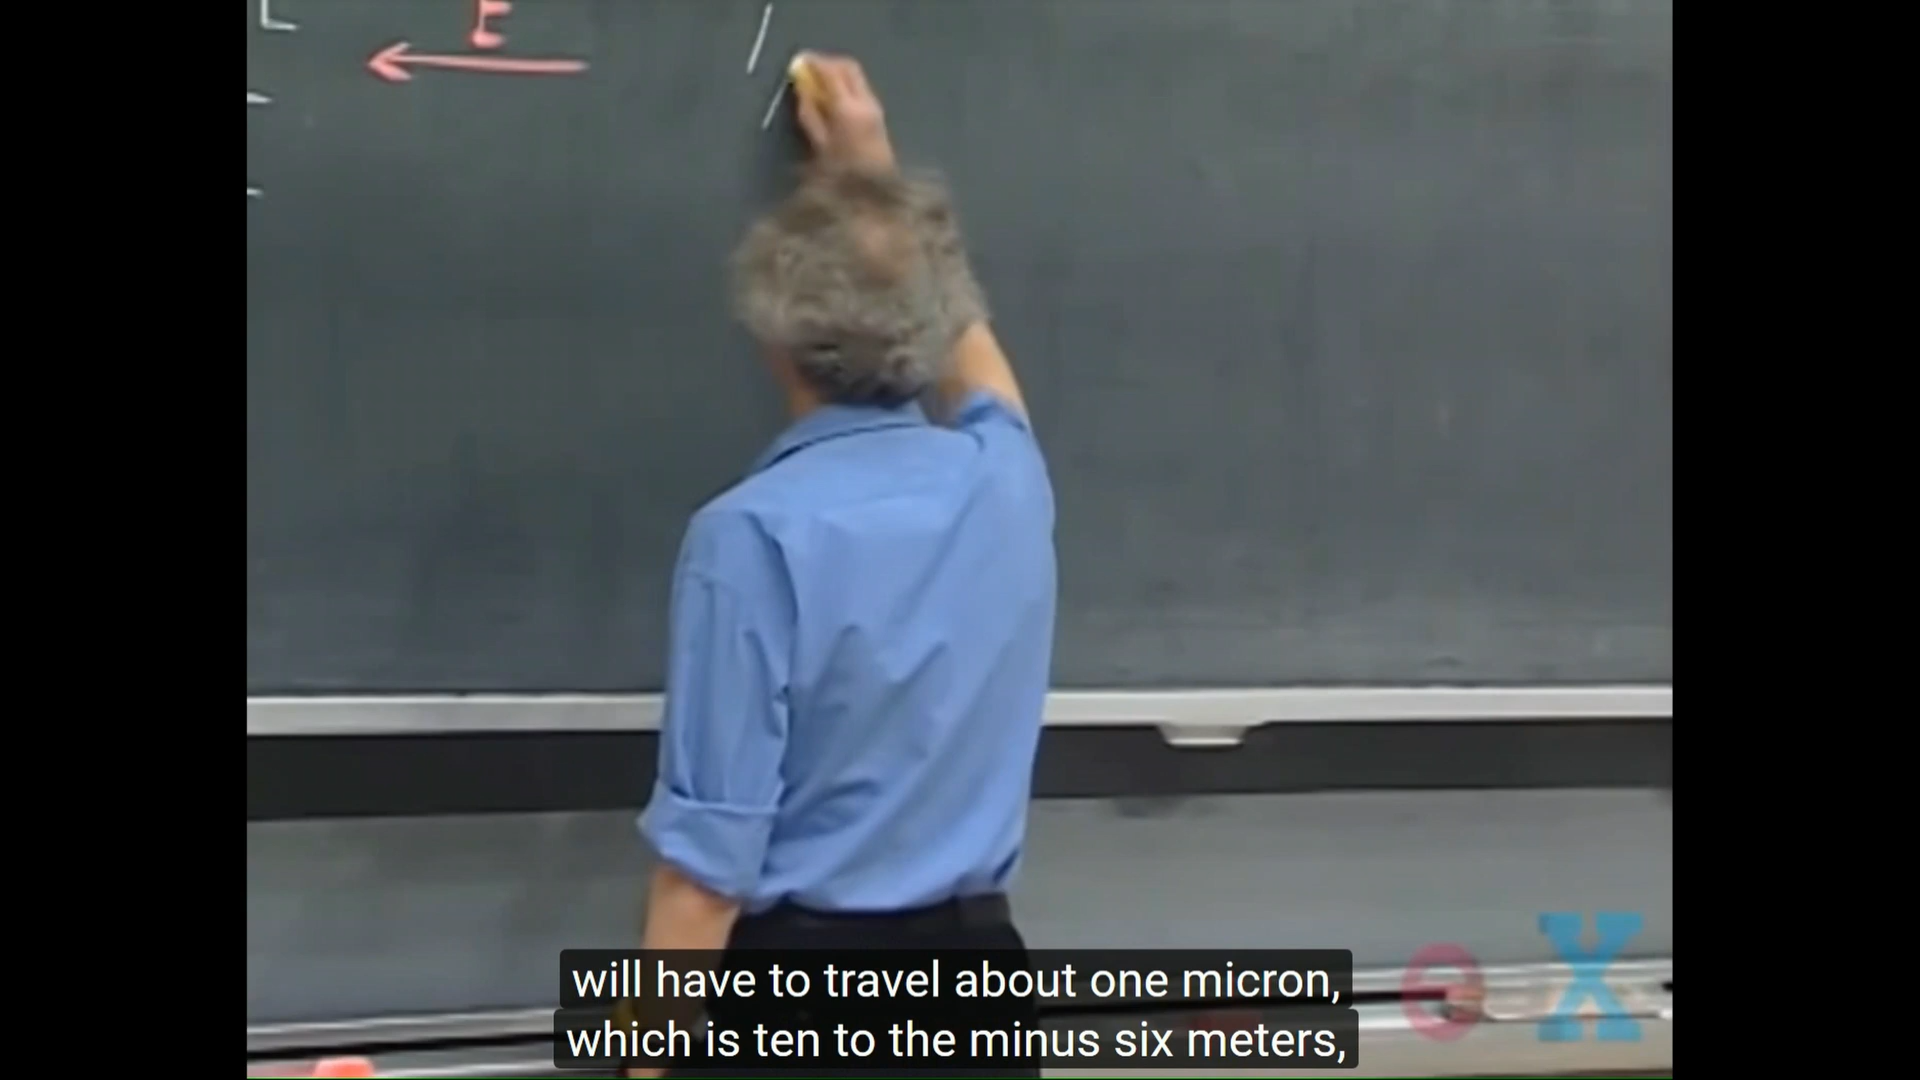 E
will have to travel about one micron,
which is ten to the minus six meters,
e X